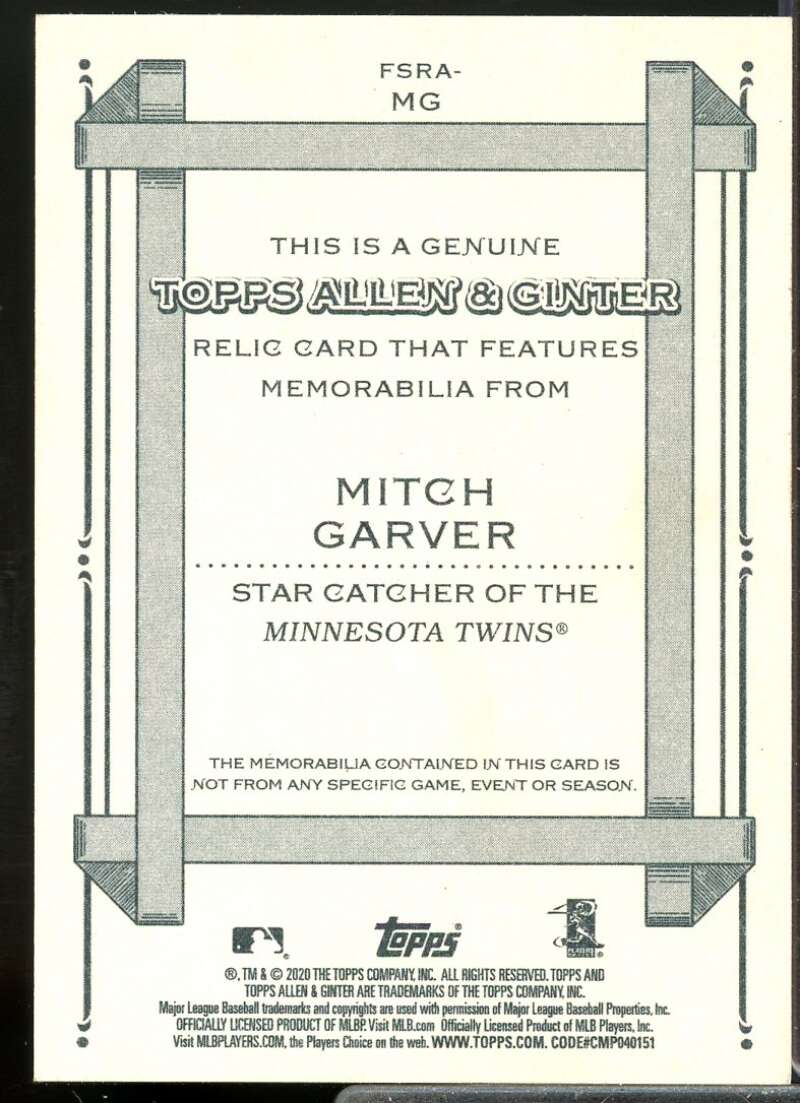 FSRA-
MG
THIS IS A GENUINE
TOPPS ALLEN & GINTER
RELIC CARD THAT FEATURES
MEMORABILIA FROM
MITCH
GARVER
STAR CATCHER OF THE
MINNESOTA TWINS®
THE MEMORABILIA CONTAINED IN THIS CARD IS
NOT FROM ANY SPECIFIC GAME, EVENT OR SEASON.
Topps®
®, TM & © 2020 THE TOPPS COMPANY, INC. ALL RIGHTS RESERVED. TOPPS AND
TOPPS ALLEN & GINTER ARE TRADEMARKS OF THE TOPPS COMPANY, INC.
Major League Baseball trademarks and copyrights are used with permission of Major League Baseball Properties, Inc.
OFFICIALLY LICENSED PRODUCT OF MLBP. Visit MLB.com Officially Licensed Product of MLB Players, Inc.
Visit MLBPLAYERS.COM, the Players Choice on the web. WWW.TOPPS.COM. CODE#CMP040151